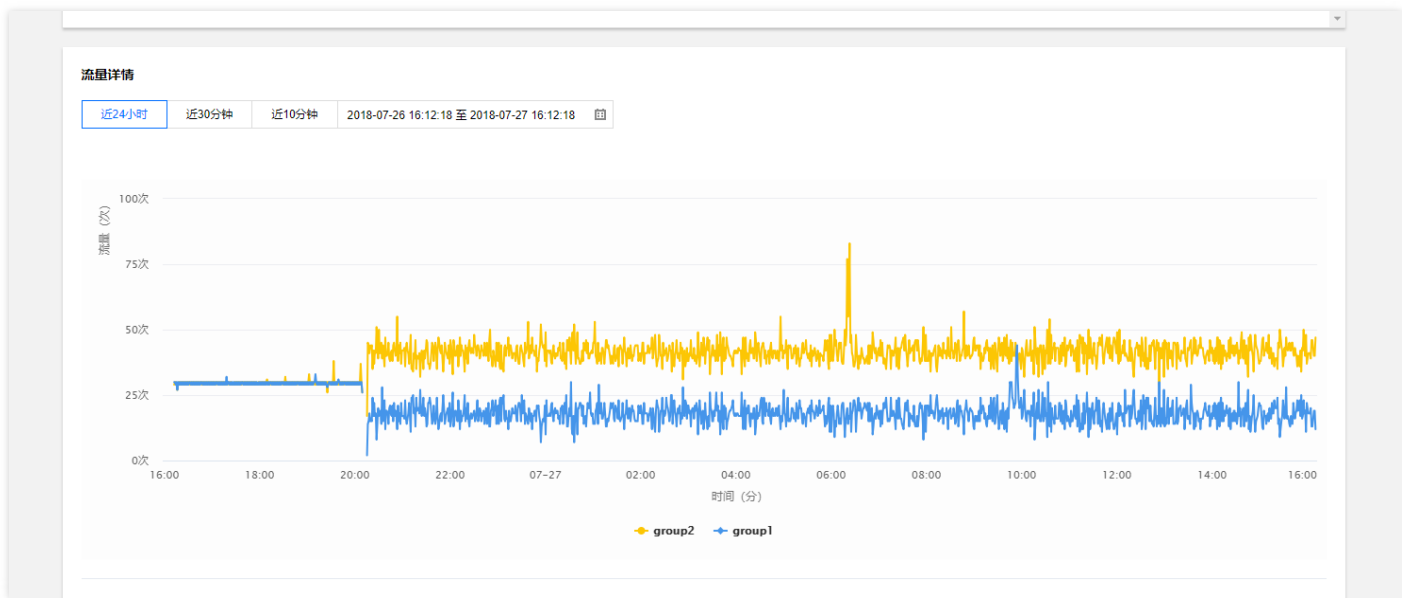 流量详情
近24小时 近30分钟 近10分钟 2018-07-26 16:12:18 至 2018-07-27 16:12:18
流量（次）
100次
75次
50次
25次
0次
16:00 18:00 20:00 22:00 07-27 02:00 04:00 06:00 08:00 10:00 12:00 14:00 16:00
时间（分）
group2 group1